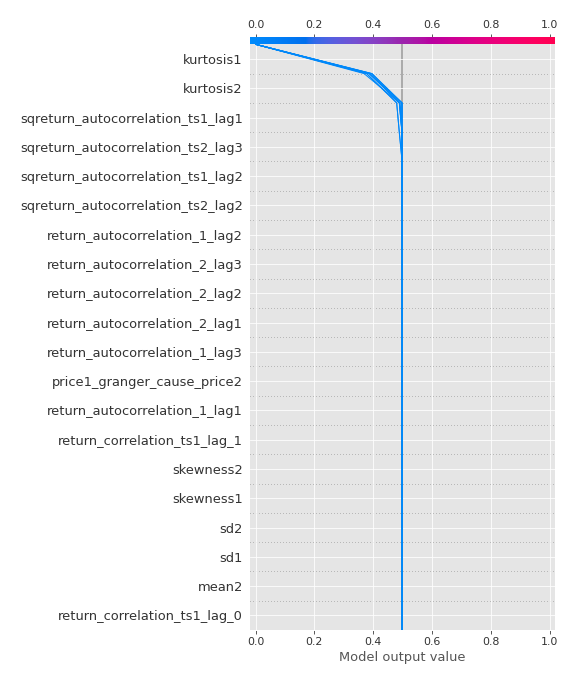 0.0 0.2 0.4 0.6 0.8 1.0
kurtosis1
kurtosis2
sqreturn_autocorrelation_ts1_lag1
sqreturn_autocorrelation_ts2_lag3
sqreturn_autocorrelation_ts1_lag2
sqreturn_autocorrelation_ts2_lag2
return_autocorrelation_1_lag2
return_autocorrelation_2_lag3
return_autocorrelation_2_lag2
return_autocorrelation_2_lag1
return_autocorrelation_1_lag3
price1_granger_cause_price2
return_autocorrelation_1_lag1
return_correlation_ts1_lag_1
skewness2
skewness1
sd2
sd1
mean2
return_correlation_ts1_lag_0
0.0 0.2 0.4 0.6 0.8 1.0
Model output value